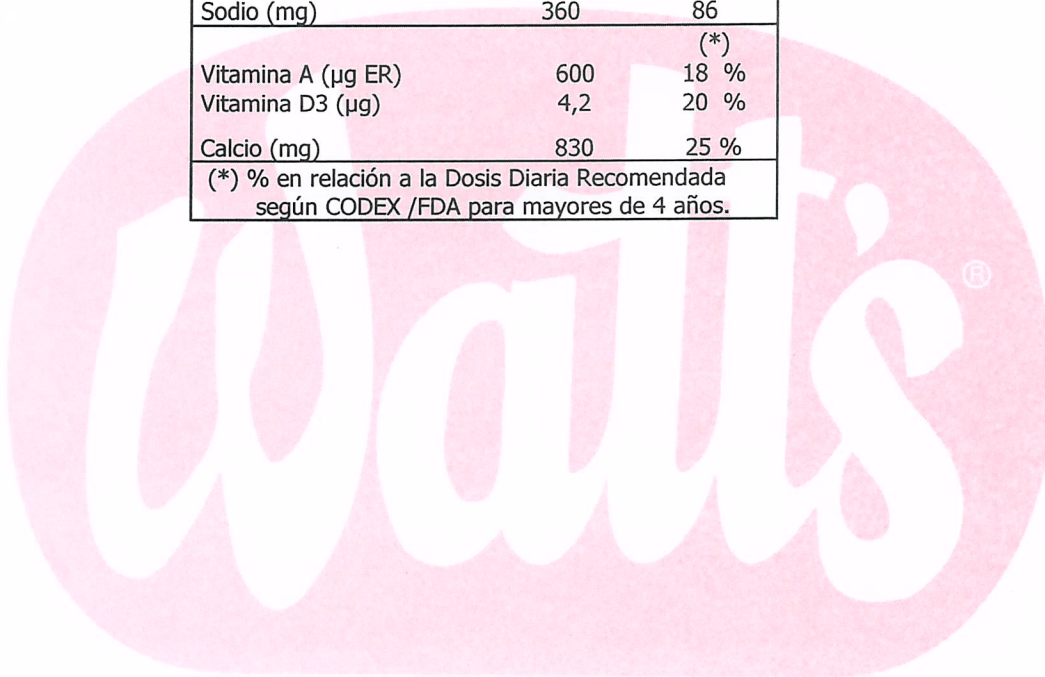 Sodio (mg) 360 86
(*)
Vitamina A (µg ER) 600 18 %
Vitamina D3 (µg) 4,2 20 %
Calcio (mg) 830 25 %
(*) % en relación a la Dosis Diaria Recomendada
según CODEX /FDA para mayores de 4 años.
Watt's ®